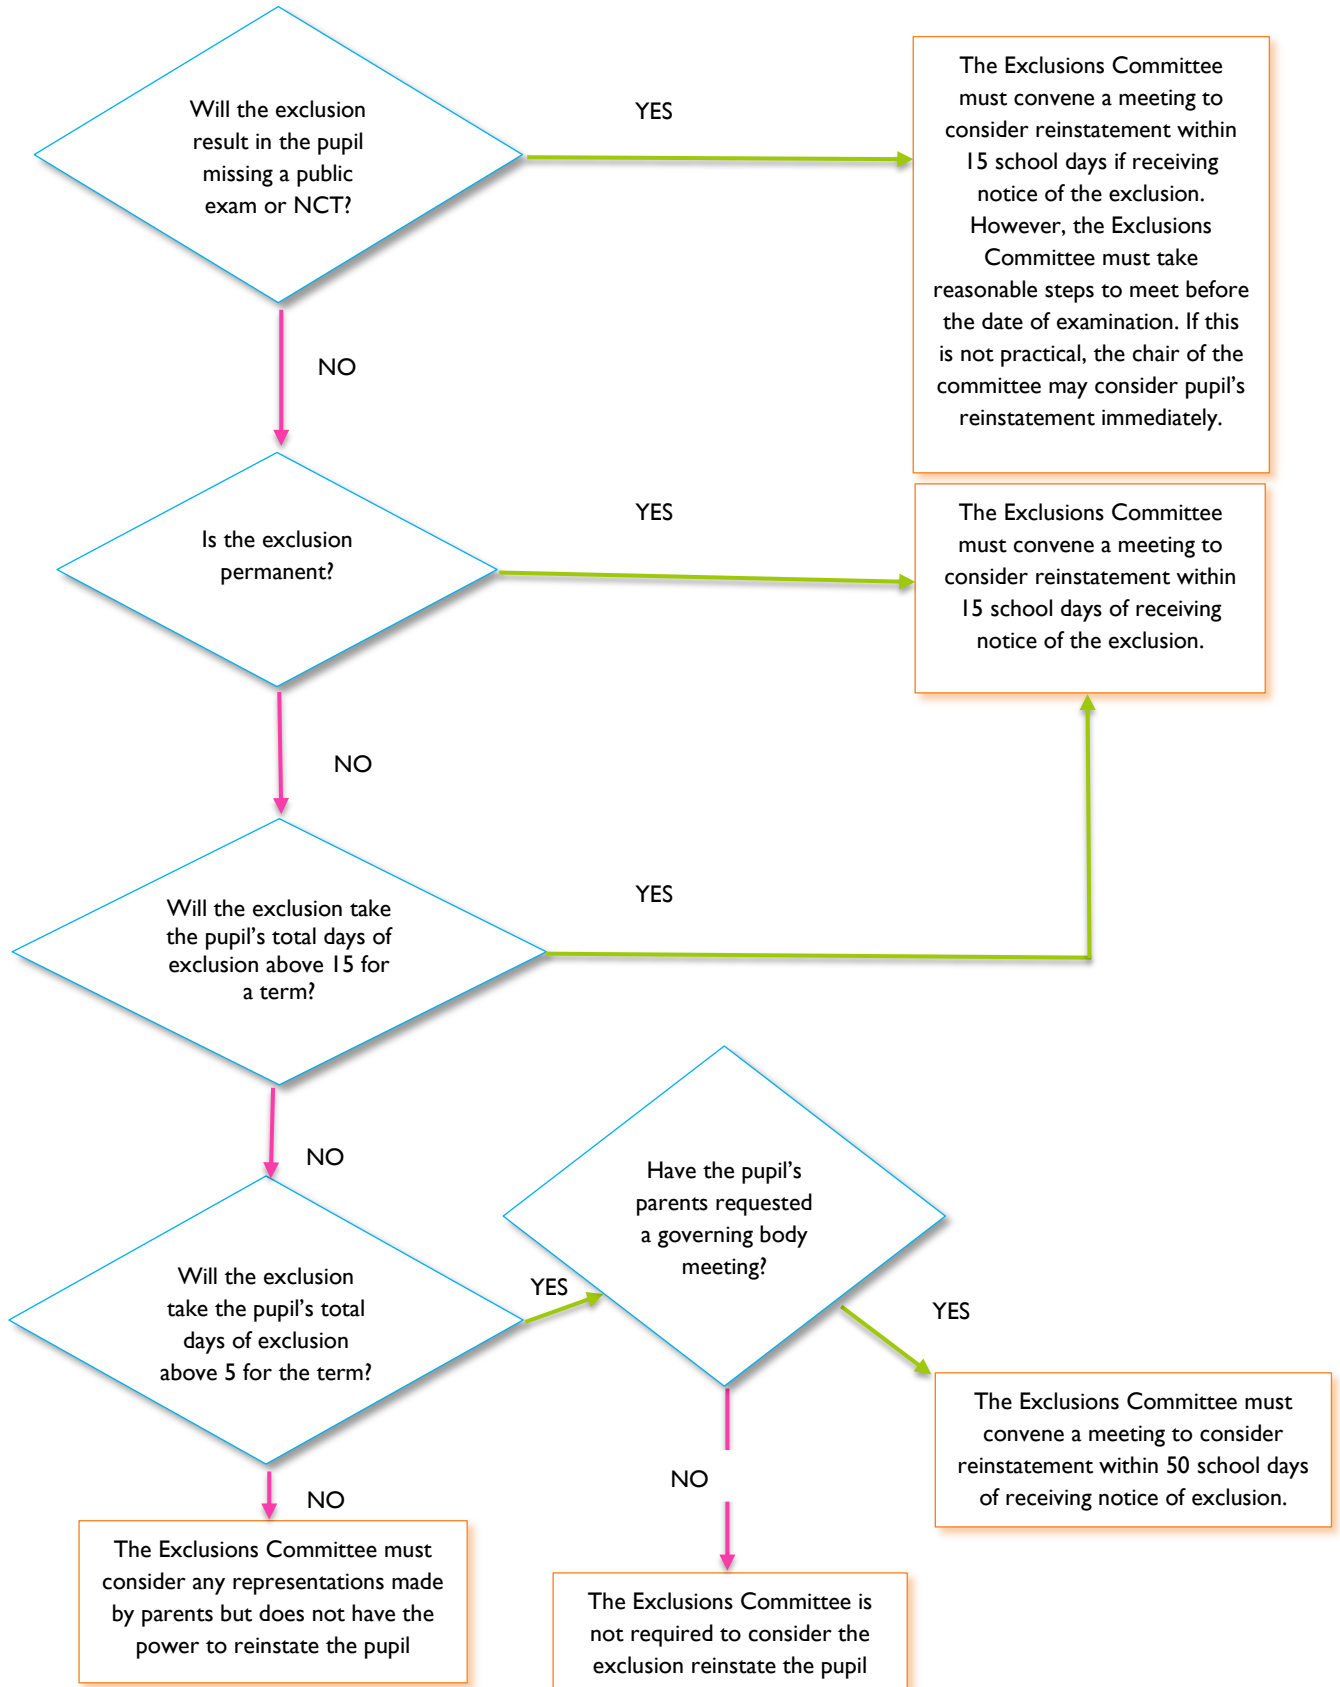 Will the exclusion
result in the pupil
missing a public
exam or NCT?
YES
The Exclusions Committee
must convene a meeting to
consider reinstatement within
15 school days if receiving
notice of the exclusion.
However, the Exclusions
Committee must take
reasonable steps to meet before
the date of examination. If this
is not practical, the chair of the
committee may consider pupil’s
reinstatement immediately.
NO
Is the exclusion
permanent?
YES
The Exclusions Committee
must convene a meeting to
consider reinstatement within
15 school days of receiving
notice of the exclusion.
NO
Will the exclusion take
the pupil’s total days of
exclusion above 15 for
a term?
YES
NO
Will the exclusion
take the pupil’s total
days of exclusion
above 5 for the term?
YES
Have the pupil’s
parents requested
a governing body
meeting?
YES
The Exclusions Committee must
convene a meeting to consider
reinstatement within 50 school days
of receiving notice of exclusion.
NO
The Exclusions Committee must
consider any representations made
by parents but does not have the
power to reinstate the pupil
NO
The Exclusions Committee is
not required to consider the
exclusion reinstate the pupil